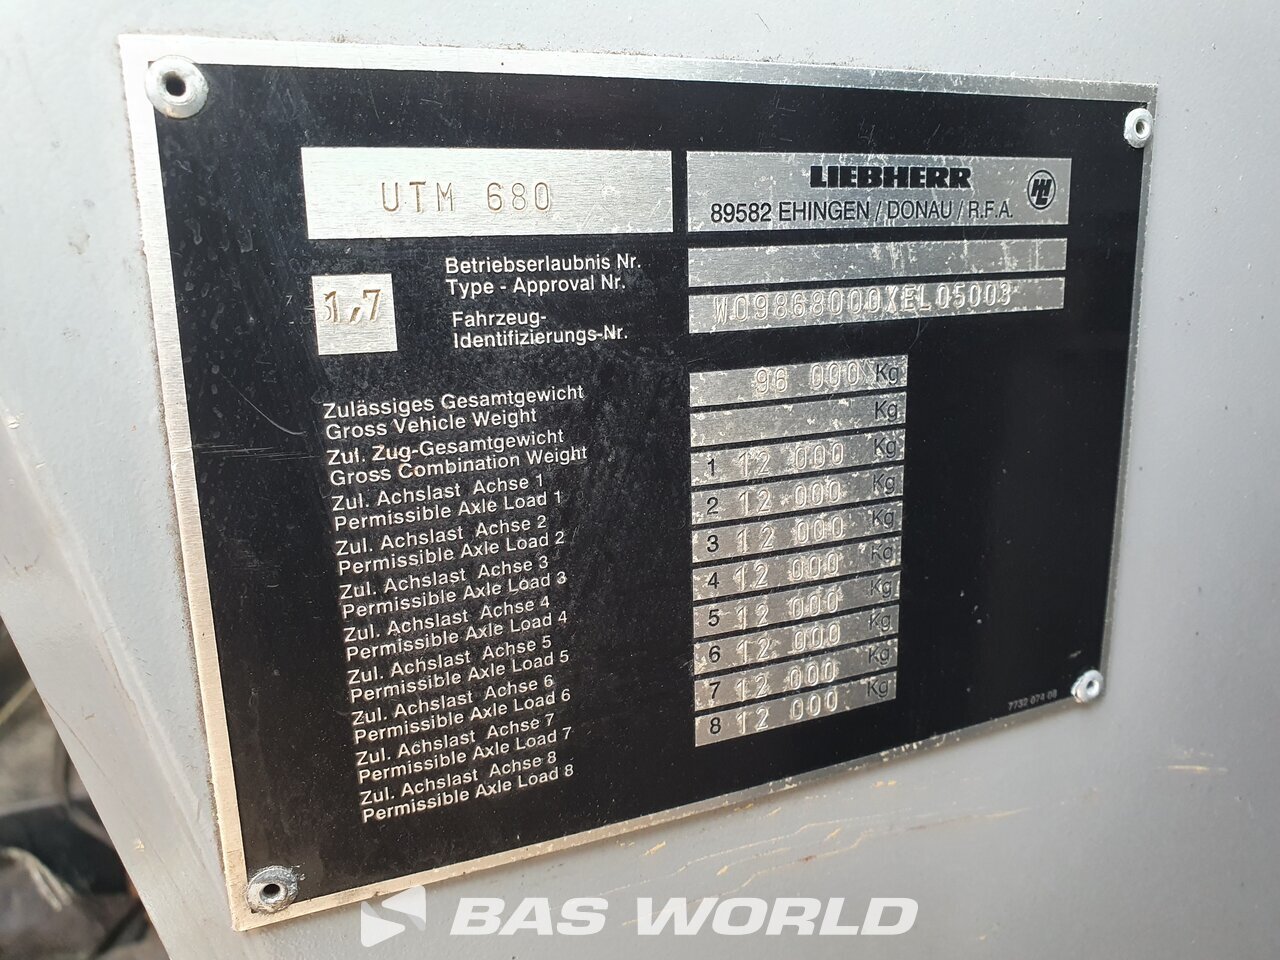 UTM 680
LIEBHERR
89582 EHINGEN / DONAU / R.F.A.
1,7
Betriebserlaubnis Nr.
Type - Approval Nr.
Fahrzeug-
Identifizierungs-Nr.
W09868000XEL05003
Zulässiges Gesamtgewicht
Gross Vehicle Weight
96 000 Kg
Zul. Zug-Gesamtgewicht
Gross Combination Weight
Kg
Zul. Achslast Achse 1
Permissible Axle Load 1
1 12 000 Kg
Zul. Achslast Achse 2
Permissible Axle Load 2
2 12 000 Kg
Zul. Achslast Achse 3
Permissible Axle Load 3
3 12 000 Kg
Zul. Achslast Achse 4
Permissible Axle Load 4
4 12 000 Kg
Zul. Achslast Achse 5
Permissible Axle Load 5
5 12 000
Zul. Achslast Achse 6
Permissible Axle Load 6
6 12 000 Kg
Zul. Achslast Achse 7
Permissible Axle Load 7
7 12 000 Kg
Zul. Achslast Achse 8
Permissible Axle Load 8
8 12 000 Kg
7732 074 08
BAS WORLD